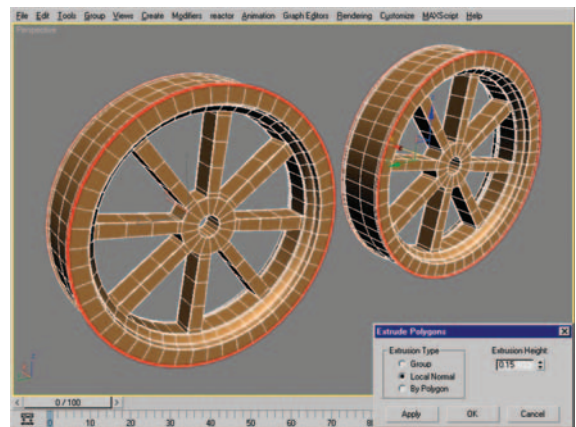 File Edit Tools Group Views Create Modifiers reactor Animation Graph Editors Rendering Customize MAXScript Help
Perspective
Extrude Polygons
Extrusion Type
Group
Local Normal
By Polygon
Extrusion Height:
0.15
Apply OK Cancel
0 / 100
0 10 20 30 40 50 60 70